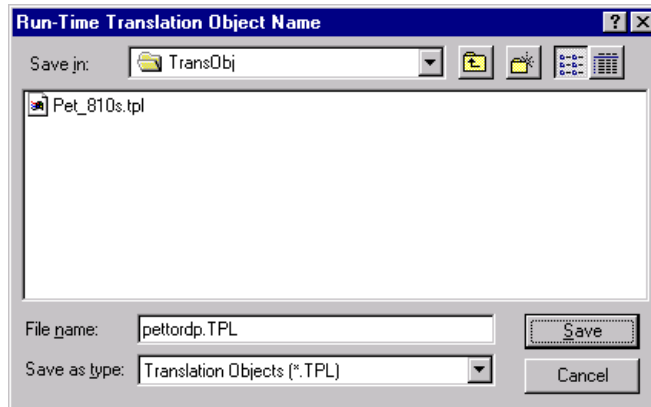 Run-Time Translation Object Name
Save in: TransObj
Pet_810s.tpl
File name: pettordp.TPL Save
Save as type: Translation Objects (*.TPL) Cancel